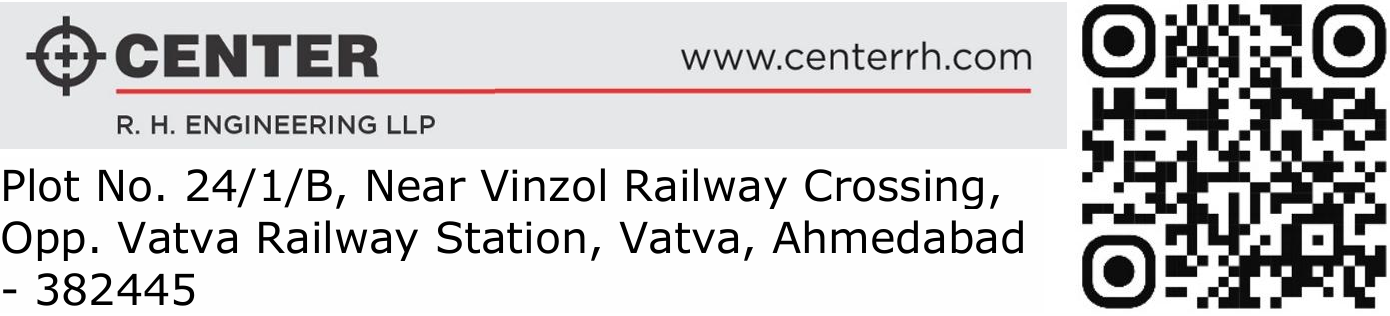 CENTER
www.centerrh.com
R. H. ENGINEERING LLP
Plot No. 24/1/B, Near Vinzol Railway Crossing,
Opp. Vatva Railway Station, Vatva, Ahmedabad
- 382445